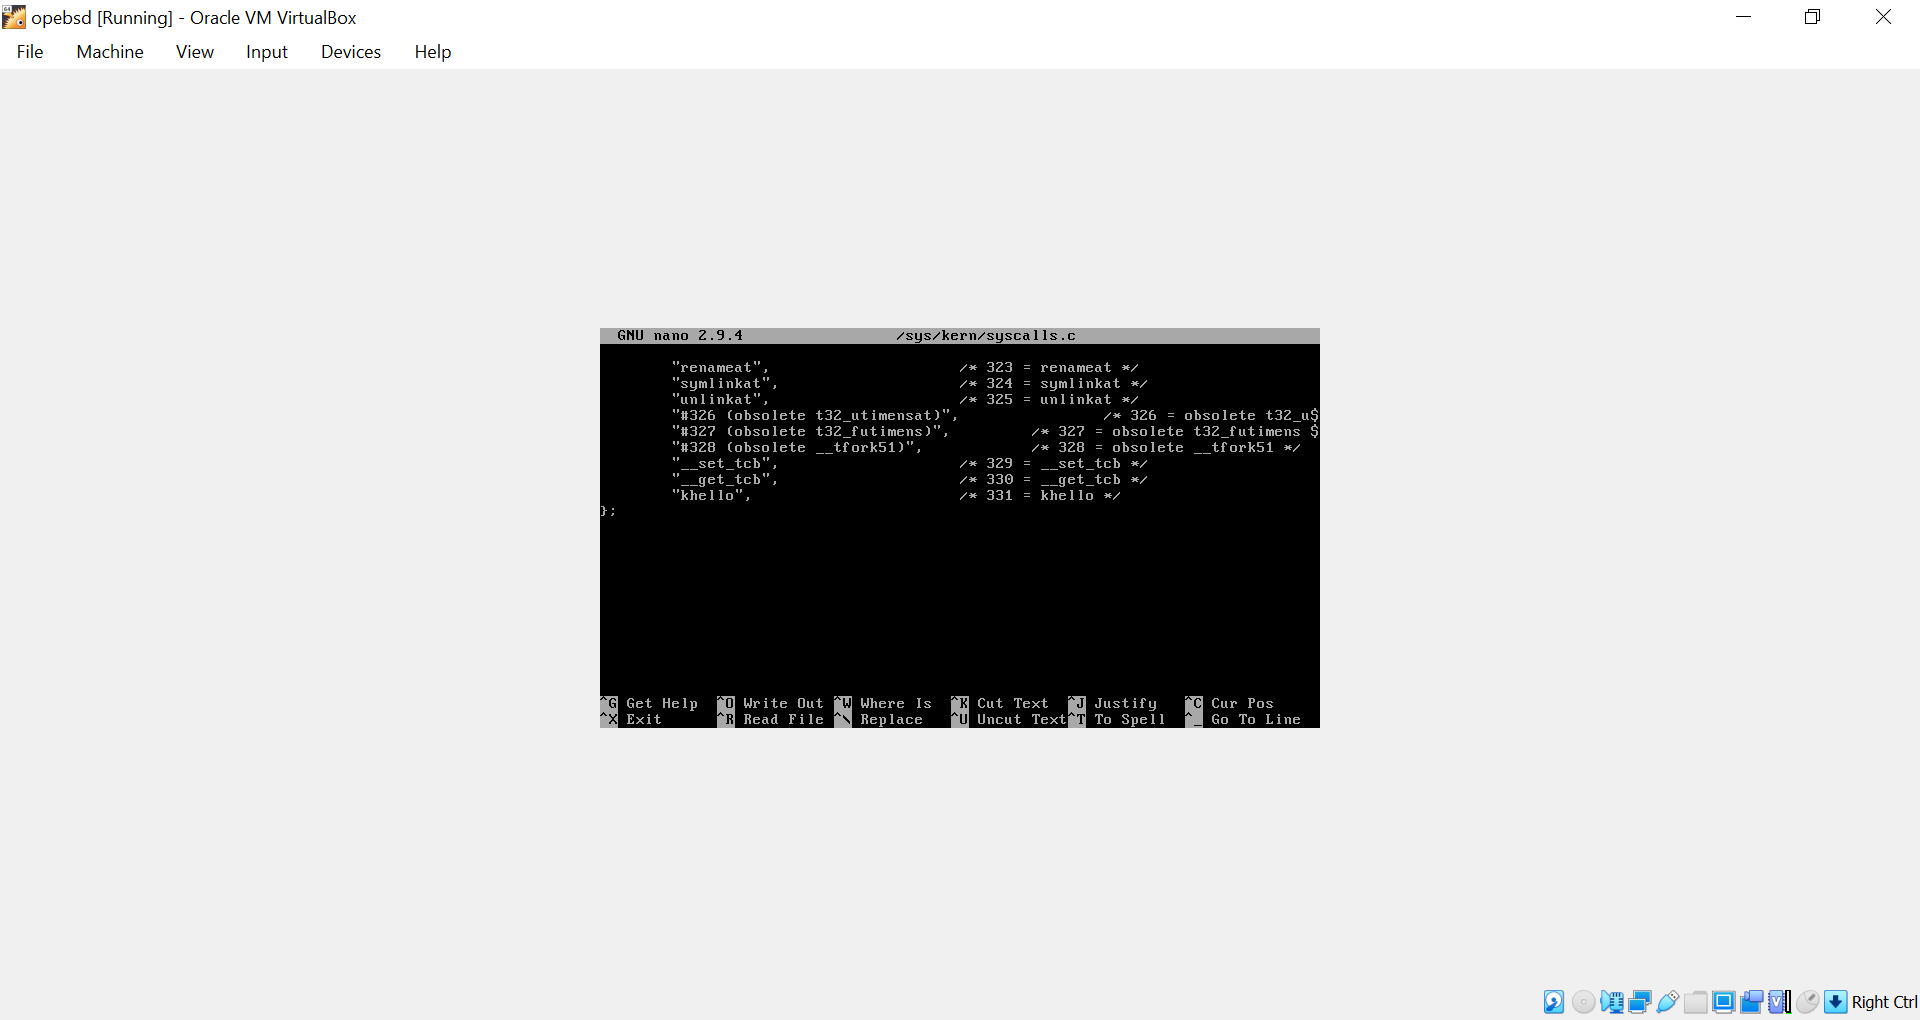 opebsd [Running] - Oracle VM VirtualBox
File Machine View Input Devices Help
GNU nano 2.9.4 /sys/kern/syscalls.c
"renameat", /* 323 = renameat */
"symlinkat", /* 324 = symlinkat */
"unlinkat", /* 325 = unlinkat */
"#326 (obsolete t32_utimensat)", /* 326 = obsolete t32_u$
"#327 (obsolete t32_futimens)", /* 327 = obsolete t32_futimens $
"#328 (obsolete __tfork51)", /* 328 = obsolete __tfork51 */
"__set_tcb", /* 329 = __set_tcb */
"__get_tcb", /* 330 = __get_tcb */
"khello", /* 331 = khello */
};
^G Get Help ^O Write Out ^W Where Is ^K Cut Text ^J Justify ^C Cur Pos
^X Exit ^R Read File ^\ Replace ^U Uncut Text ^T To Spell ^_ Go To Line
Right Ctrl